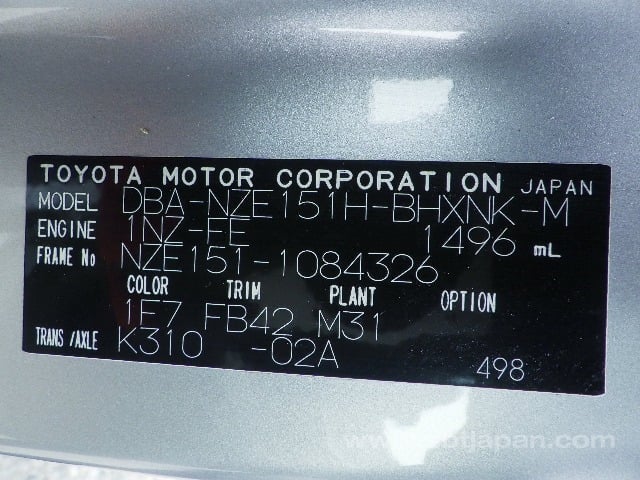 TOYOTA MOTOR CORPORATION JAPAN
MODEL DBA-NZE151H-BHXNK-M
ENGINE 1NZ-FE 1496 mL
FRAME No NZE151-1084326
COLOR TRIM PLANT OPTION
1E7 FB42 M31
TRANS/AXLE K310 -02A 498